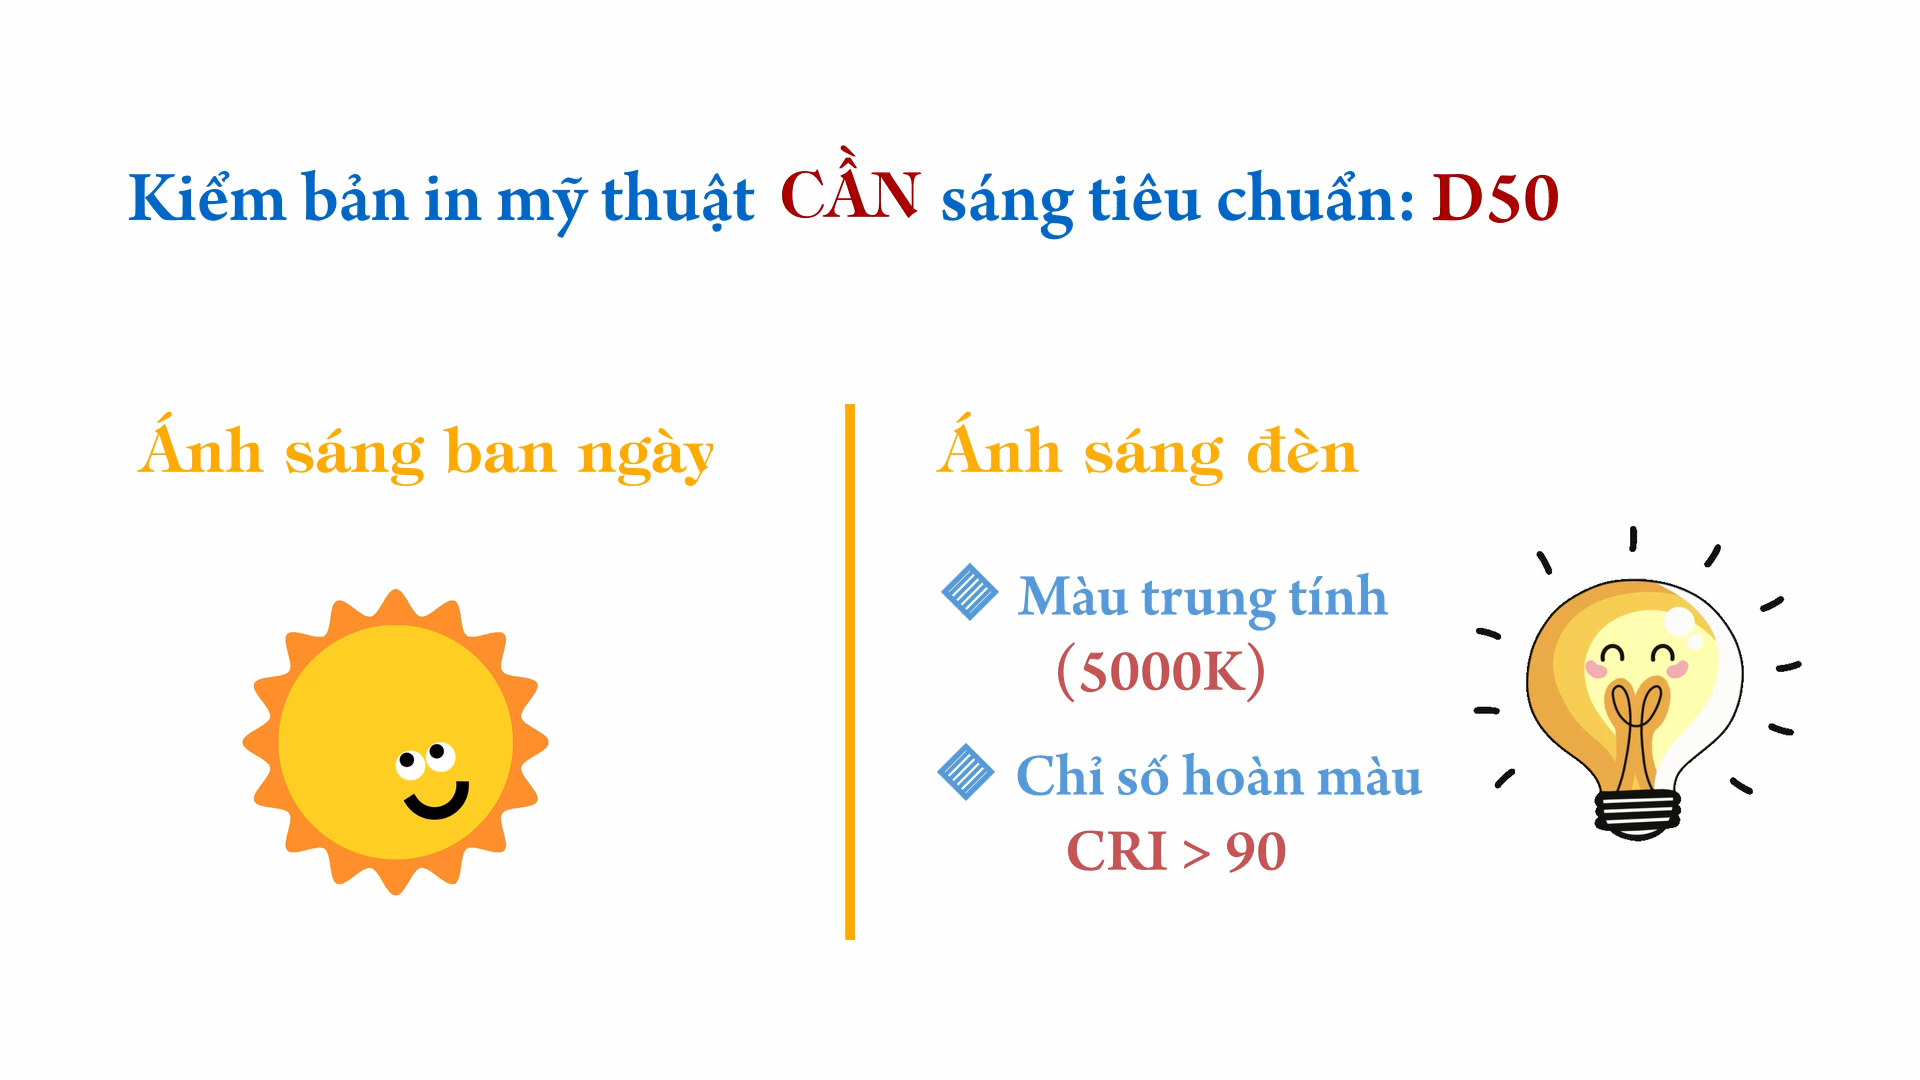 Kiểm bản in mỹ thuật CẦN sáng tiêu chuẩn: D50
Ánh sáng ban ngày
Ánh sáng đèn
Màu trung tính
(5000K)
Chỉ số hoàn màu
CRI > 90